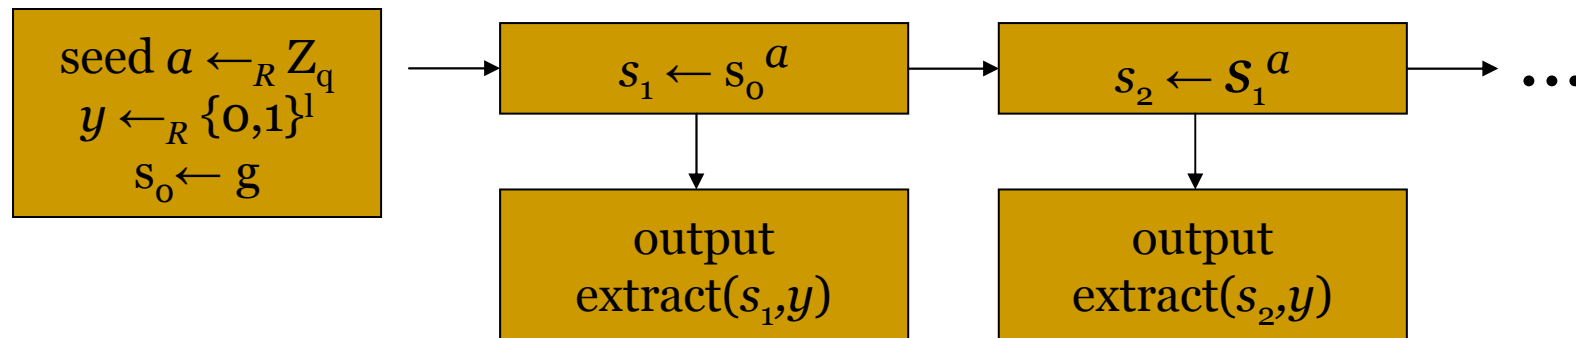 seed a ←R Zq
y ←R {0,1}l
s0← g
s1 ← s0a
s2 ← s1a
...
output
extract(s1,y)
output
extract(s2,y)